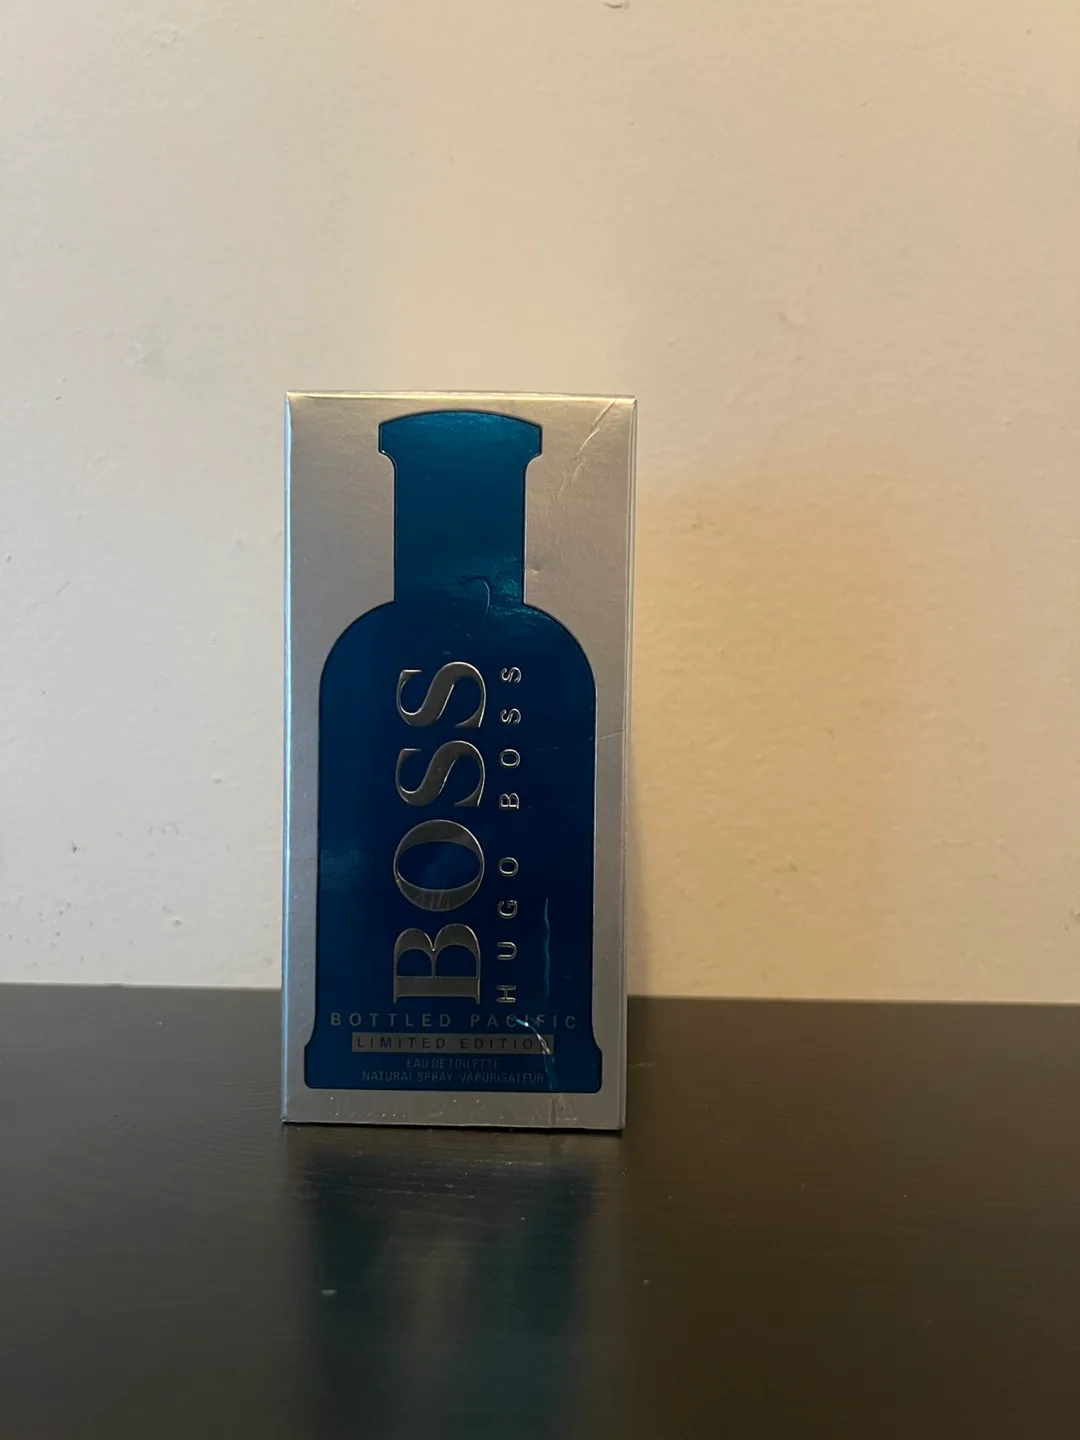 BOSS
HUGO BOSS
BOTTLED PACIFIC
LIMITED EDITION
EAU DE TOILETTE
NATURAL SPRAY VAPORISATEUR